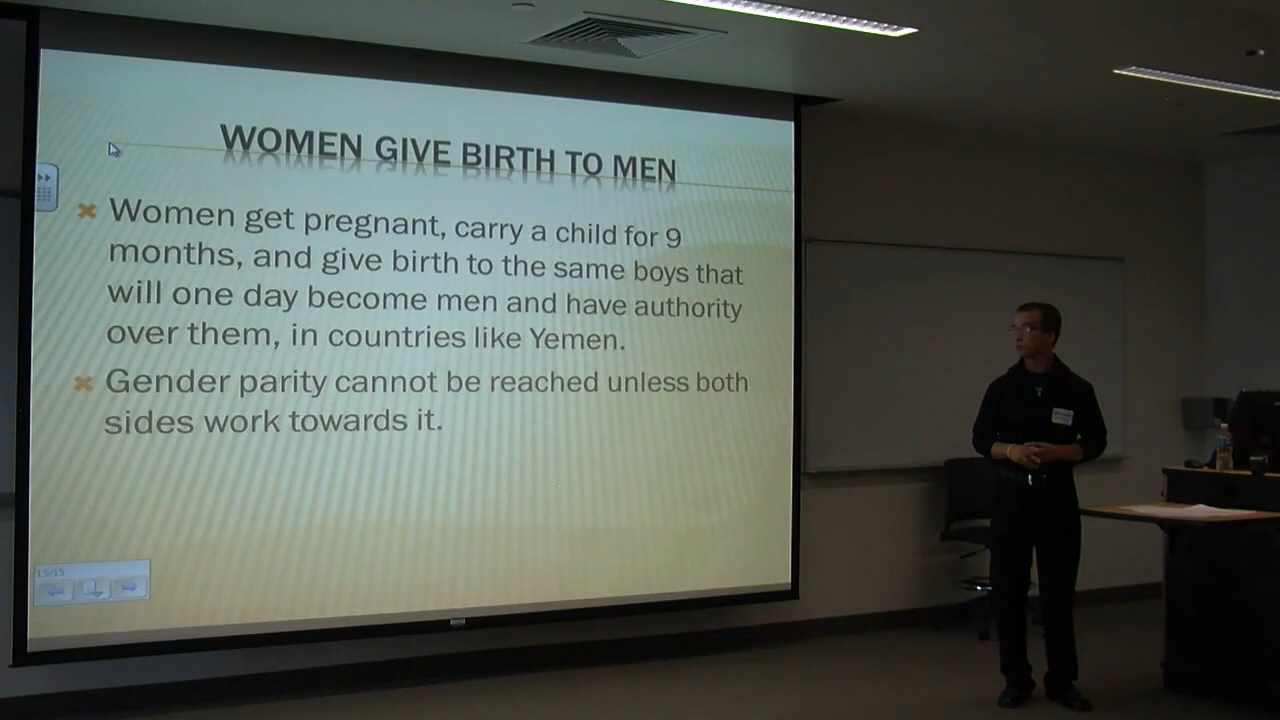 WOMEN GIVE BIRTH TO MEN
Women get pregnant, carry a child for 9
months, and give birth to the same boys that
will one day become men and have authority
over them, in countries like Yemen.
Gender parity cannot be reached unless both
sides work towards it.
15/15